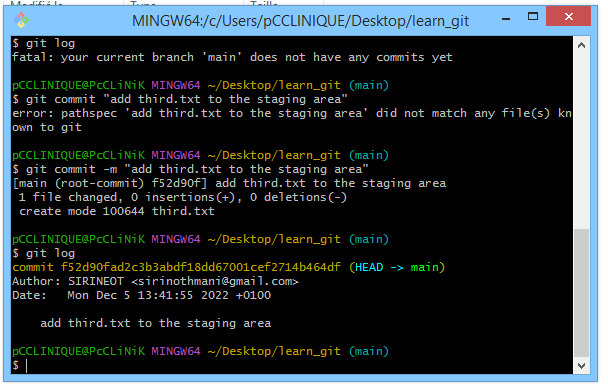 Modifié le Type Taille
MINGW64:/c/Users/pCCLINIQUE/Desktop/learn_git
$ git log
fatal: your current branch 'main' does not have any commits yet
pCCLINIQUE@PcCLiNiK MINGW64 ~/Desktop/learn_git (main)
$ git commit "add third.txt to the staging area"
error: pathspec 'add third.txt to the staging area' did not match any file(s) kn
own to git
pCCLINIQUE@PcCLiNiK MINGW64 ~/Desktop/learn_git (main)
$ git commit -m "add third.txt to the staging area"
[main (root-commit) f52d90f] add third.txt to the staging area
1 file changed, 0 insertions(+), 0 deletions(-)
create mode 100644 third.txt
pCCLINIQUE@PcCLiNiK MINGW64 ~/Desktop/learn_git (main)
$ git log
commit f52d90fad2c3b3abdf18dd67001cef2714b464df (HEAD -> main)
Author: SIRINEOT <sirinothmani@gmail.com>
Date:   Mon Dec 5 13:41:55 2022 +0100
add third.txt to the staging area
pCCLINIQUE@PcCLiNiK MINGW64 ~/Desktop/learn_git (main)
$